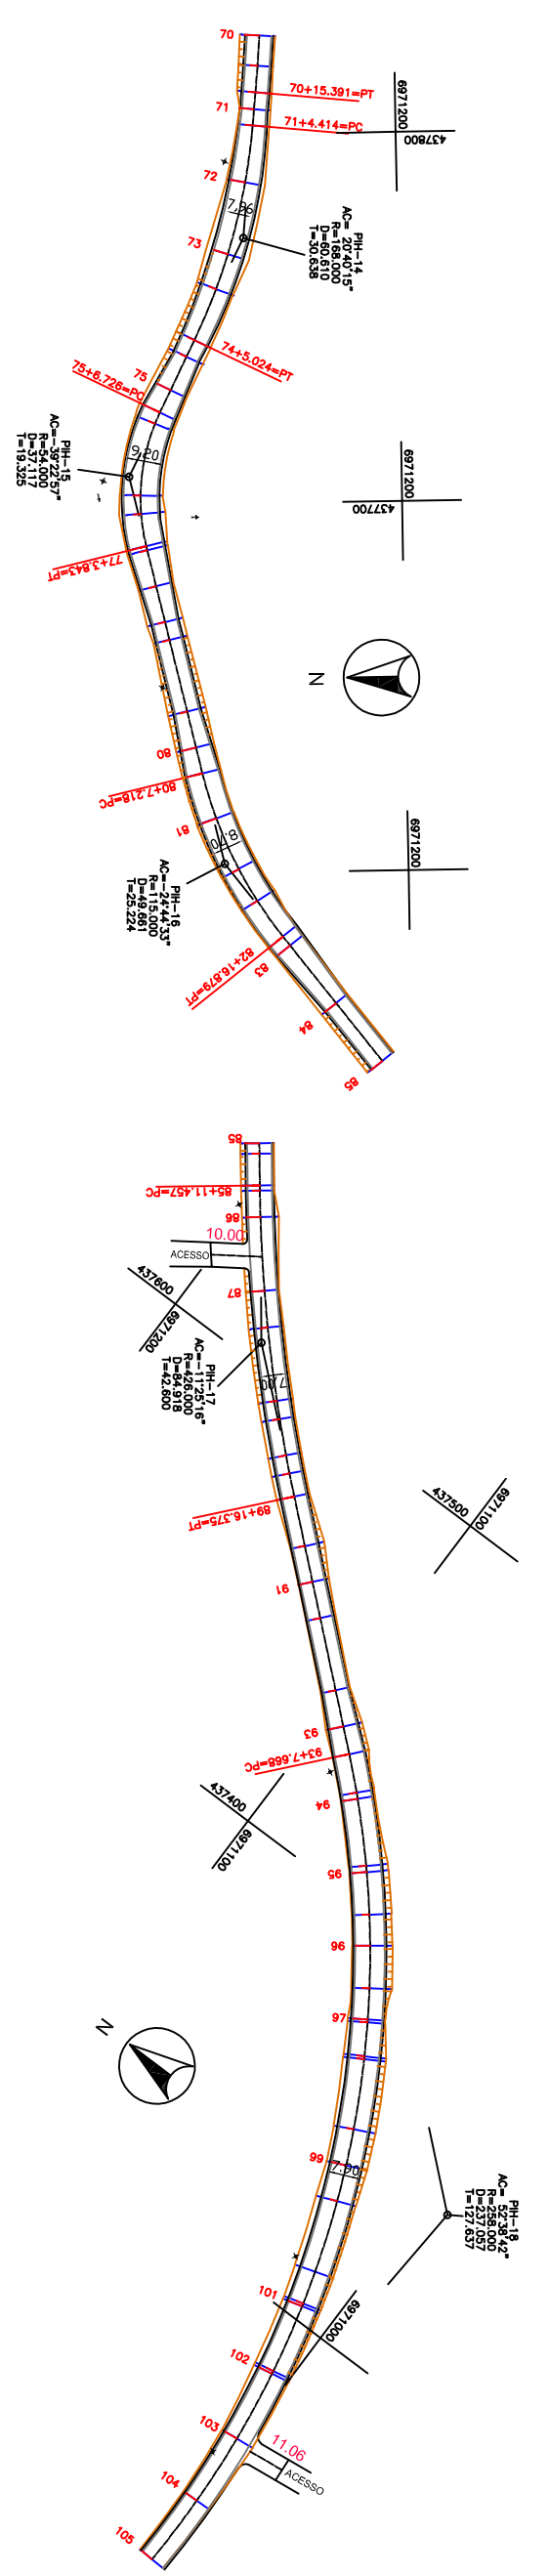 70
70+15.391=PT
71
71+4.414=PC
6971200
437800
72
7,96
73
PIH-14
AC= 20°40'15"
R=168.000
D=60.610
T=30.638
74+5.024=PT
75
75+6.726=PC
9,20
PIH-15
AC=-39°22'57"
R=54.000
D=37.117
T=19.325
6971200
437700
77+3.843=PT
N
80
80+7.218=PC
81
8,70
6971200
PIH-16
AC=-24°44'33"
R=115.000
D=49.661
T=25.224
82+16.879=PT
83
84
85
85
85+11.457=PC
86
10.00
ACESSO
437600
6971200
87
PIH-17
AC=-11°25'16"
R=426.000
D=84.918
T=42.600
7,00
89+16.375=PT
6971100
437500
91
93
93+7.668=PC
94
437400
6971100
95
96
97
N
99
7,90
PIH-18
AC= 52°38'42"
R=258.000
D=237.057
T=127.637
101
6971000
102
103
11.06
ACESSO
104
105